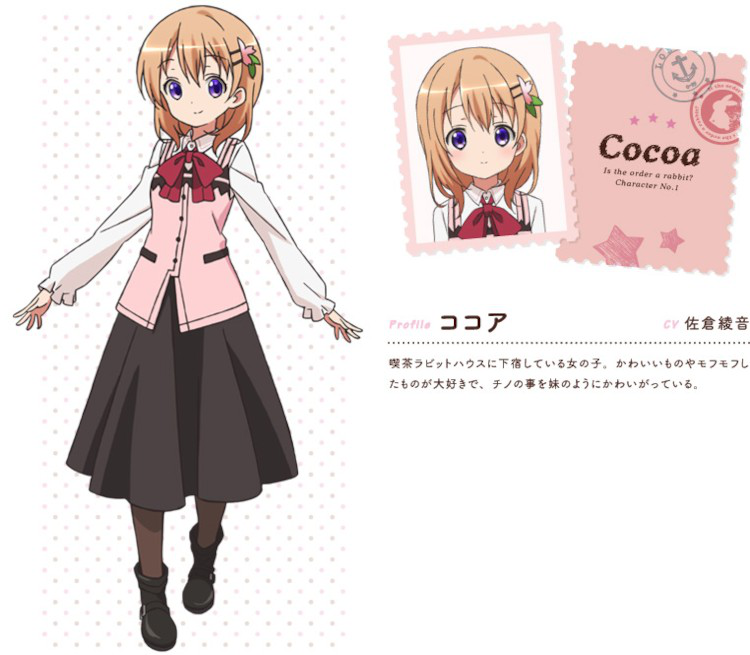 Cocoa
Is the order a rabbit?
Character No.1
Profile ココア
CV 佐倉綾音
喫茶ラビットハウスに下宿している女の子。かわいいものやモフモフし
たものが大好きで、チノの事を妹のようにかわいがっている。